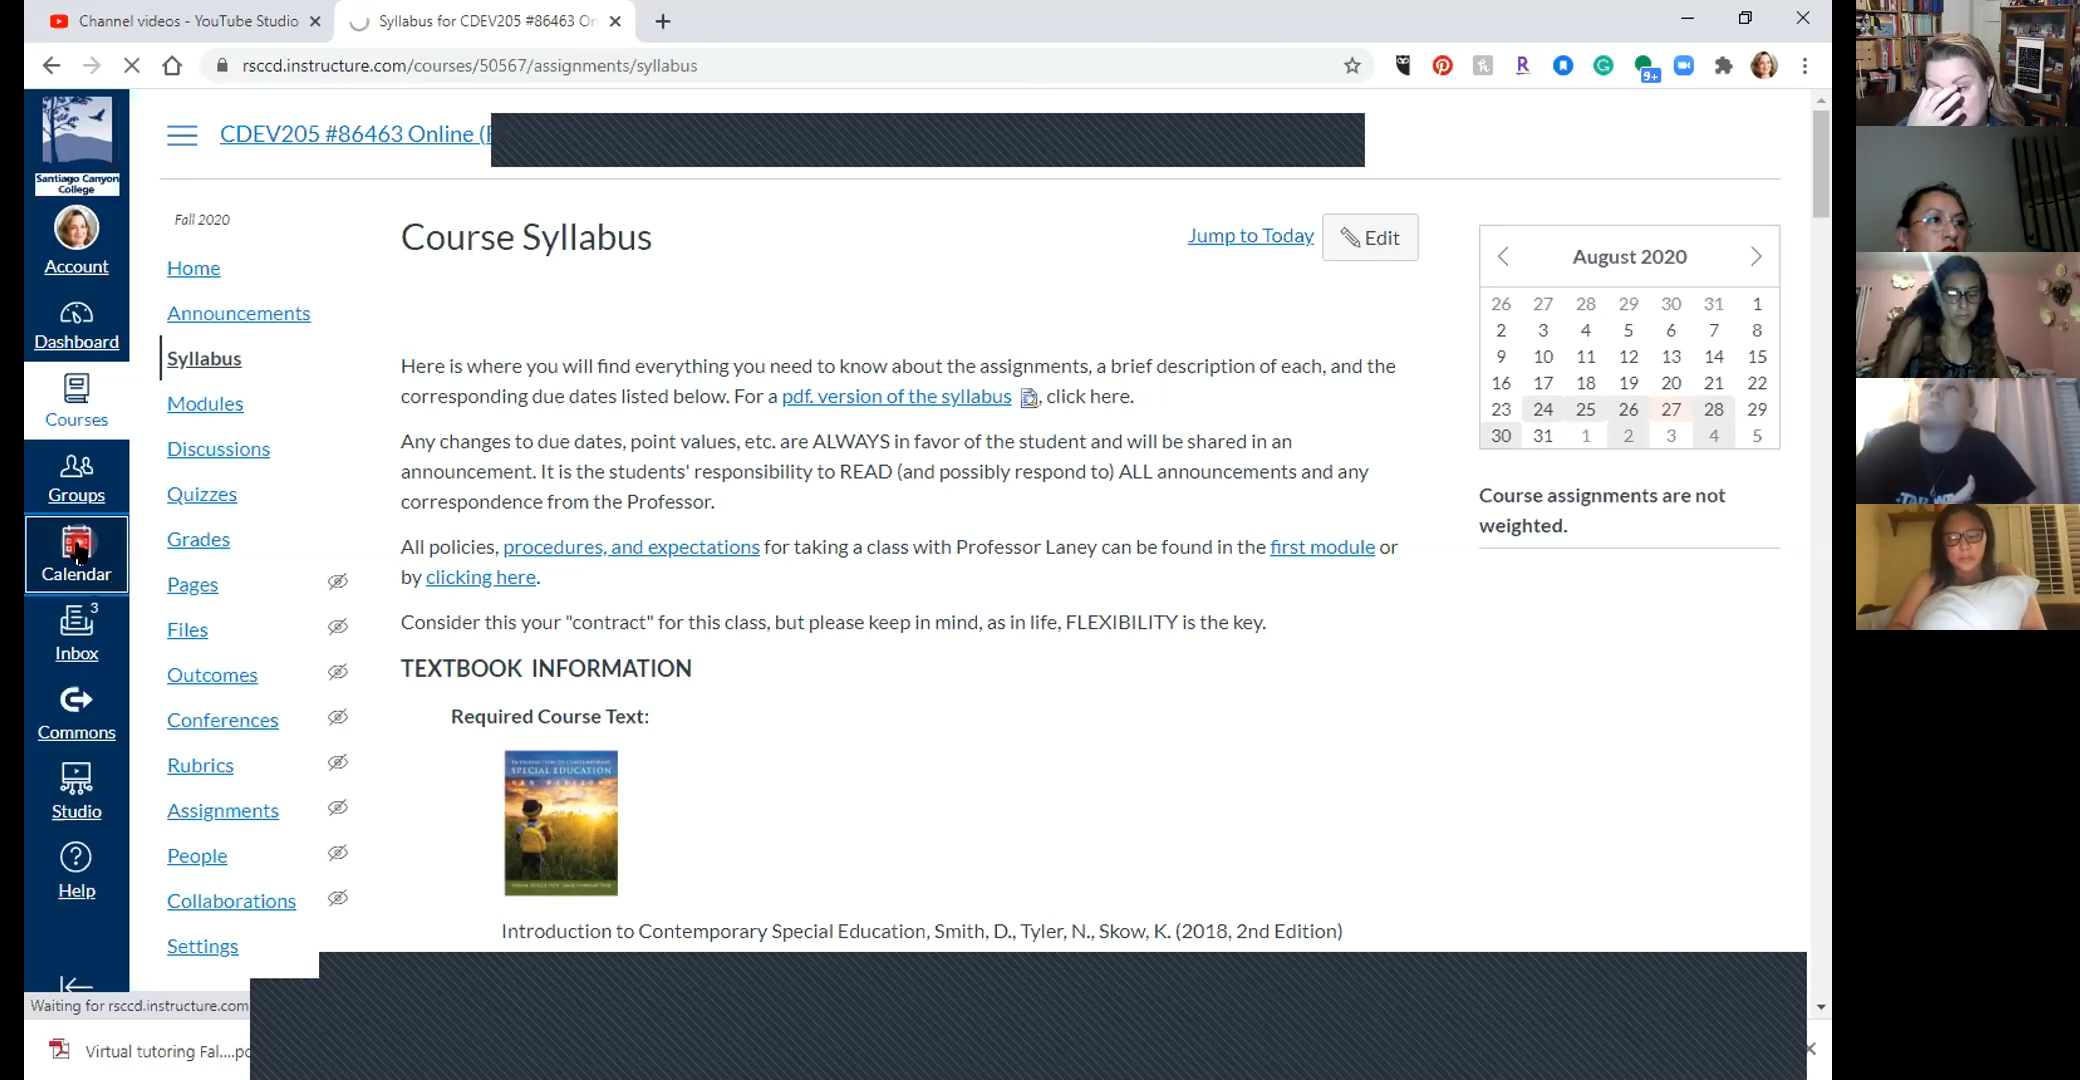 Channel videos - YouTube Studio
Syllabus for CDEV205 #86463 On
rsccd.instructure.com/courses/50567/assignments/syllabus
9+
Santiago Canyon
College
Account
Dashboard
Courses
Groups
Calendar
3
Inbox
Commons
Studio
Help
CDEV205 #86463 Online (
Fall 2020
Home
Announcements
Syllabus
Modules
Discussions
Quizzes
Grades
Pages
Files
Outcomes
Conferences
Rubrics
Assignments
People
Collaborations
Settings
Course Syllabus
Jump to Today
Edit
Here is where you will find everything you need to know about the assignments, a brief description of each, and the
corresponding due dates listed below. For a pdf. version of the syllabus, click here.
Any changes to due dates, point values, etc. are ALWAYS in favor of the student and will be shared in an
announcement. It is the students' responsibility to READ (and possibly respond to) ALL announcements and any
correspondence from the Professor.
All policies, procedures, and expectations for taking a class with Professor Laney can be found in the first module or
by clicking here.
Consider this your "contract" for this class, but please keep in mind, as in life, FLEXIBILITY is the key.
TEXTBOOK INFORMATION
Required Course Text:
INTRODUCTION TO CONTEMPORARY
SPECIAL EDUCATION
Introduction to Contemporary Special Education, Smith, D., Tyler, N., Skow, K. (2018, 2nd Edition)
August 2020
26 27 28 29 30 31 1
2 3 4 5 6 7 8
9 10 11 12 13 14 15
16 17 18 19 20 21 22
23 24 25 26 27 28 29
30 31 1 2 3 4 5
Course assignments are not
weighted.
Waiting for rsccd.instructure.com
Virtual tutoring Fal....pd